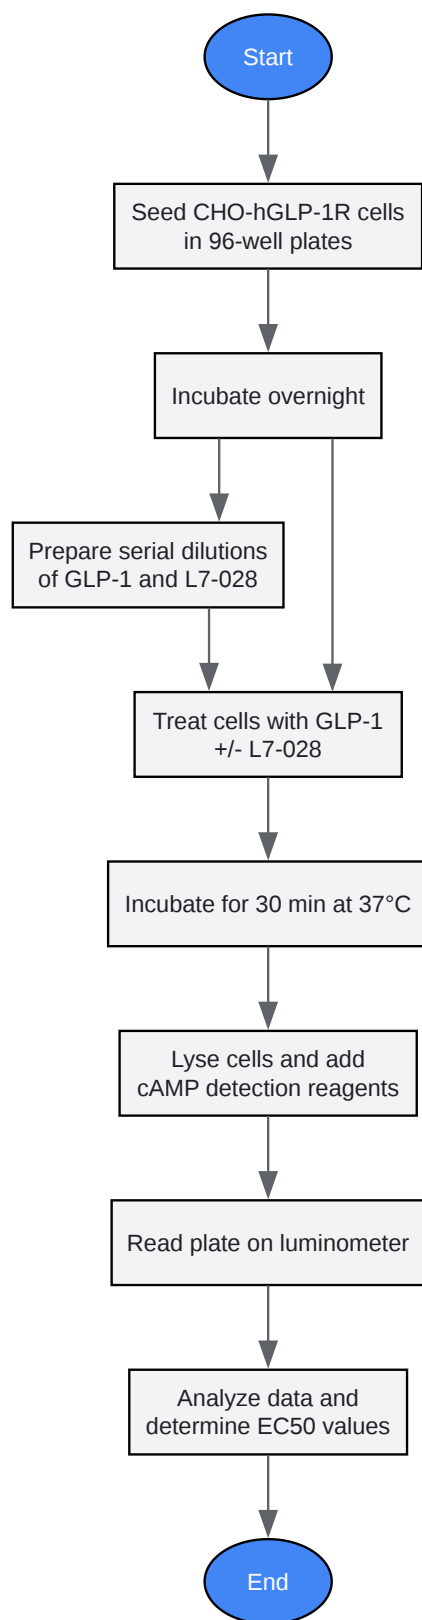 Start
Seed CHO-hGLP-1R cells
in 96-well plates
Incubate overnight
Prepare serial dilutions
of GLP-1 and L7-028
Treat cells with GLP-1
+/- L7-028
Incubate for 30 min at 37°C
Lyse cells and add
cAMP detection reagents
Read plate on luminometer
Analyze data and
determine EC50 values
End